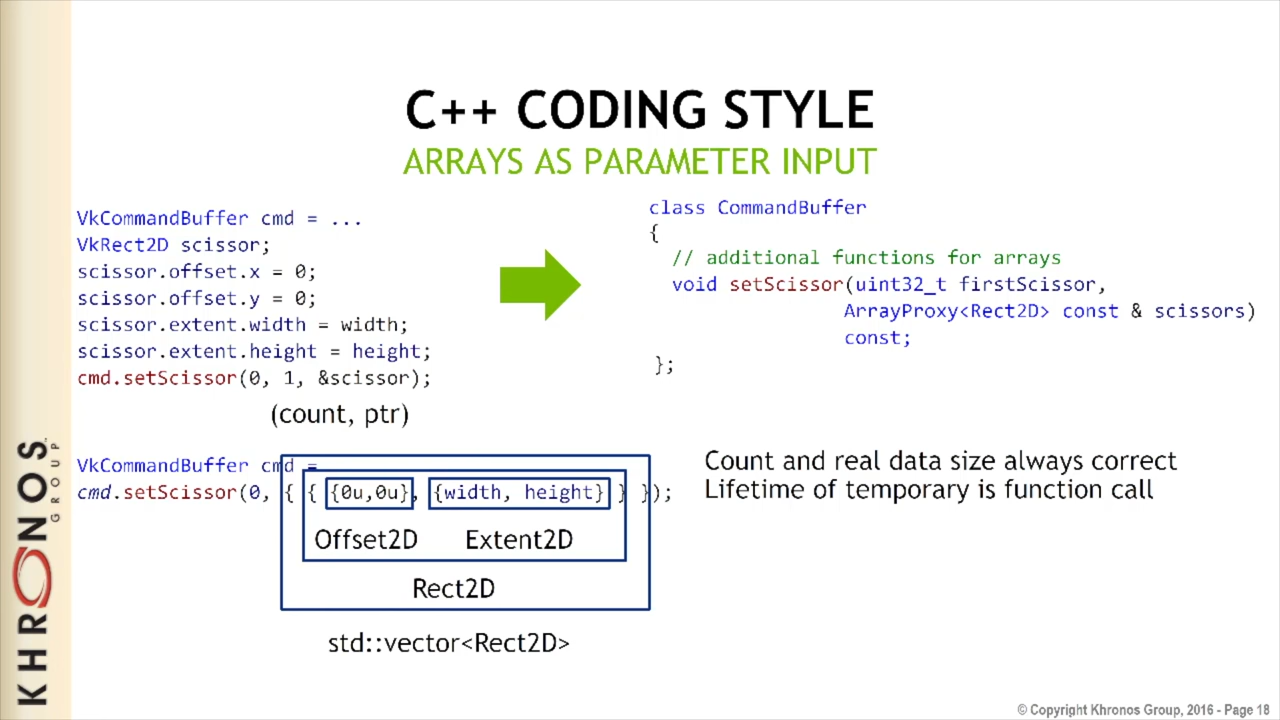 C++ CODING STYLE
ARRAYS AS PARAMETER INPUT
VkCommandBuffer cmd = ...
VkRect2D scissor;
scissor.offset.x = 0;
scissor.offset.y = 0;
scissor.extent.width = width;
scissor.extent.height = height;
cmd.setScissor(0, 1, &scissor);
(count, ptr)
class CommandBuffer
{
// additional functions for arrays
void setScissor(uint32_t firstScissor,
ArrayProxy<Rect2D> const & scissors)
const;
};
VkCommandBuffer cmd =
cmd.setScissor(0, { { {0u,0u}, {width, height} } });
Offset2D Extent2D
Rect2D
std::vector<Rect2D>
Count and real data size always correct
Lifetime of temporary is function call
KHRONOS
GROUP
© Copyright Khronos Group, 2016 - Page 18